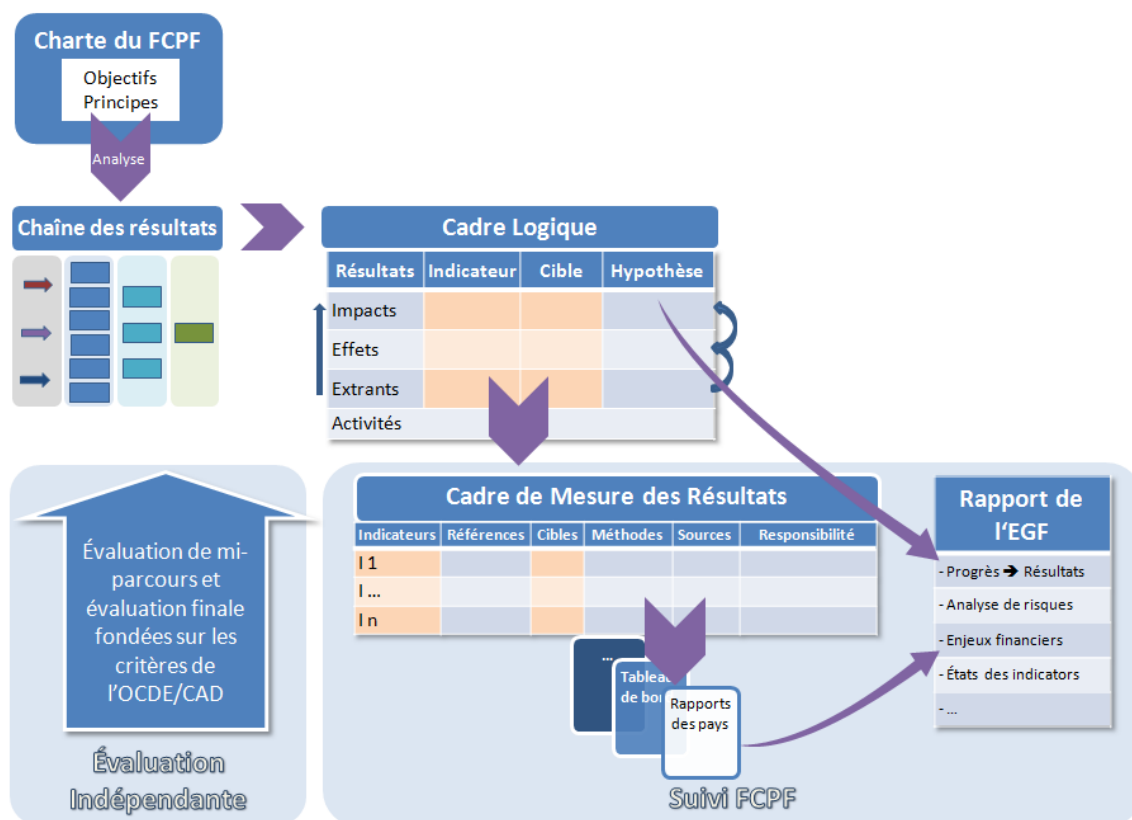 Charte du FCPF
Objectifs
Principes
Analyse
Chaîne des résultats
Cadre Logique
Résultats Indicateur Cible Hypothèse
Impacts
Effets
Extrants
Activités
Évaluation de mi-
parcours et
évaluation finale
fondées sur les
critères de
l'OCDE/CAD
Évaluation
Indépendante
Cadre de Mesure des Résultats
Indicateurs Références Cibles Méthodes Sources Responsibilité
I 1
I ...
I n
...
Tableau
de bor
Rapports
des pays
Suivi FCPF
Rapport de
l'EGF
- Progrès ➔ Résultats
- Analyse de risques
- Enjeux financiers
- États des indicators
- ...